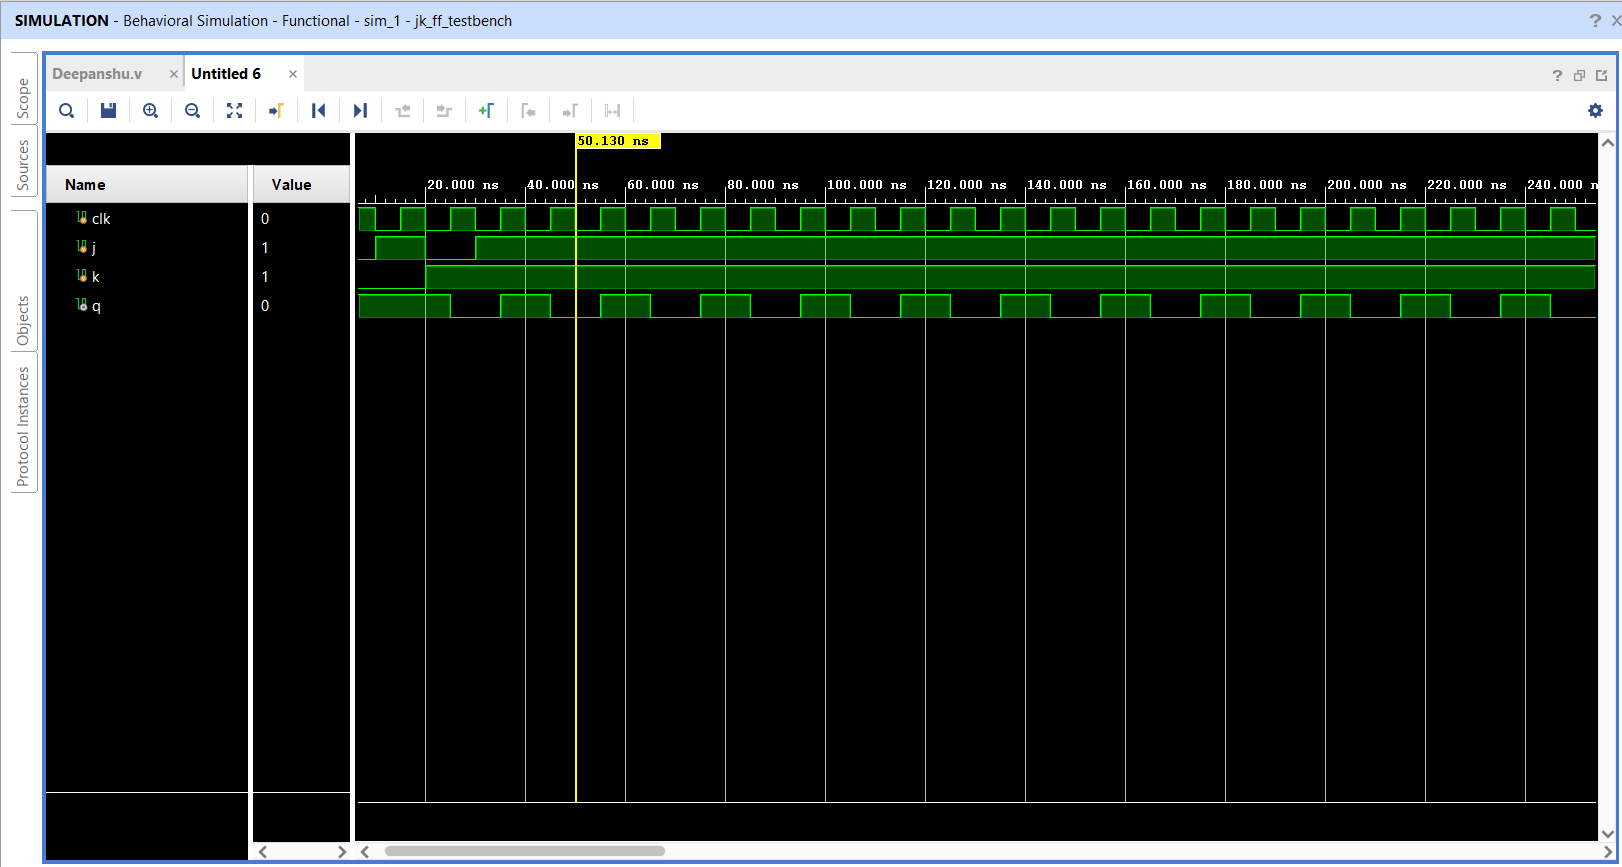 SIMULATION - Behavioral Simulation - Functional - sim_1 - jk_ff_testbench
Scope
Sources
Objects
Protocol Instances
Deepanshu.v
Untitled 6
50.130 ns
Name
Value
20.000 ns
40.000 ns
60.000 ns
80.000 ns
100.000 ns
120.000 ns
140.000 ns
160.000 ns
180.000 ns
200.000 ns
220.000 ns
240.000 n
clk 0
j 1
k 1
q 0